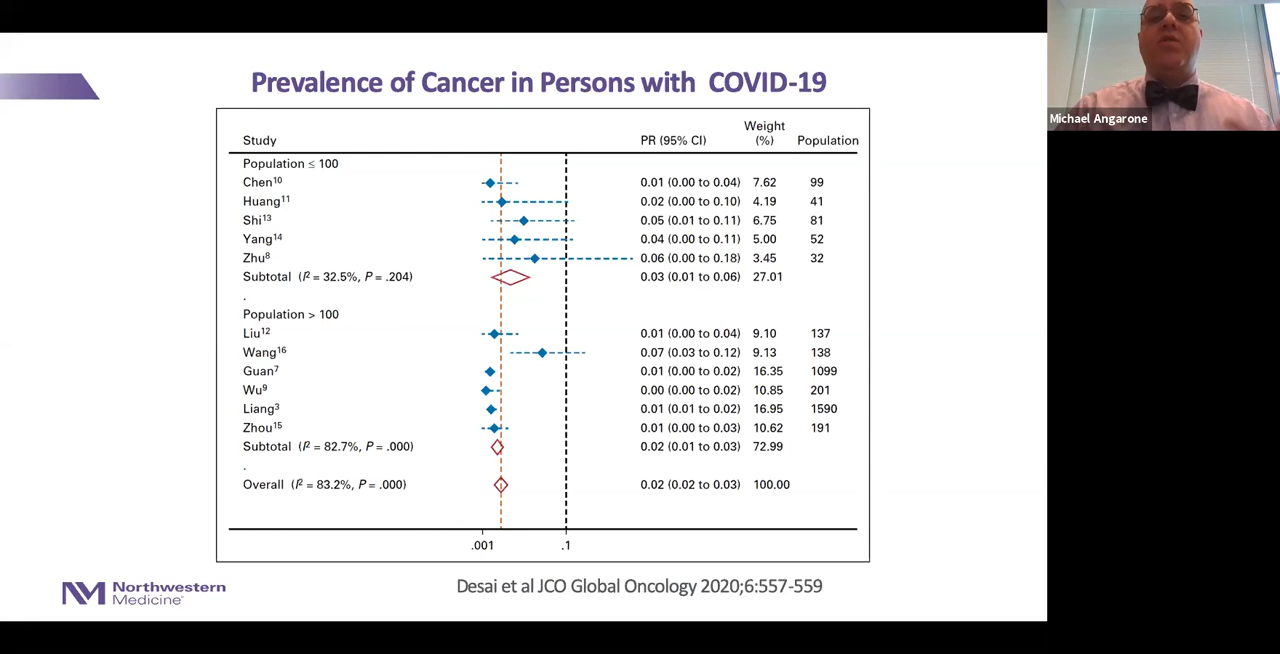 Prevalence of Cancer in Persons with COVID-19
Michael Angarone
Study PR (95% CI) Weight (%) Population
Population ≤ 100
Chen¹⁰ 0.01 (0.00 to 0.04) 7.62 99
Huang¹¹ 0.02 (0.00 to 0.10) 4.19 41
Shi¹³ 0.05 (0.01 to 0.11) 6.75 81
Yang¹⁴ 0.04 (0.00 to 0.11) 5.00 52
Zhu⁸ 0.06 (0.00 to 0.18) 3.45 32
Subtotal (I² = 32.5%, P = .204) 0.03 (0.01 to 0.06) 27.01
.
Population > 100
Liu¹² 0.01 (0.00 to 0.04) 9.10 137
Wang¹⁶ 0.07 (0.03 to 0.12) 9.13 138
Guan⁷ 0.01 (0.00 to 0.02) 16.35 1099
Wu⁹ 0.00 (0.00 to 0.02) 10.85 201
Liang³ 0.01 (0.01 to 0.02) 16.95 1590
Zhou¹⁵ 0.01 (0.00 to 0.03) 10.62 191
Subtotal (I² = 82.7%, P = .000) 0.02 (0.01 to 0.03) 72.99
.
Overall (I² = 83.2%, P = .000) 0.02 (0.02 to 0.03) 100.00
.001 .1
NM Northwestern
Medicine®
Desai et al JCO Global Oncology 2020;6:557-559